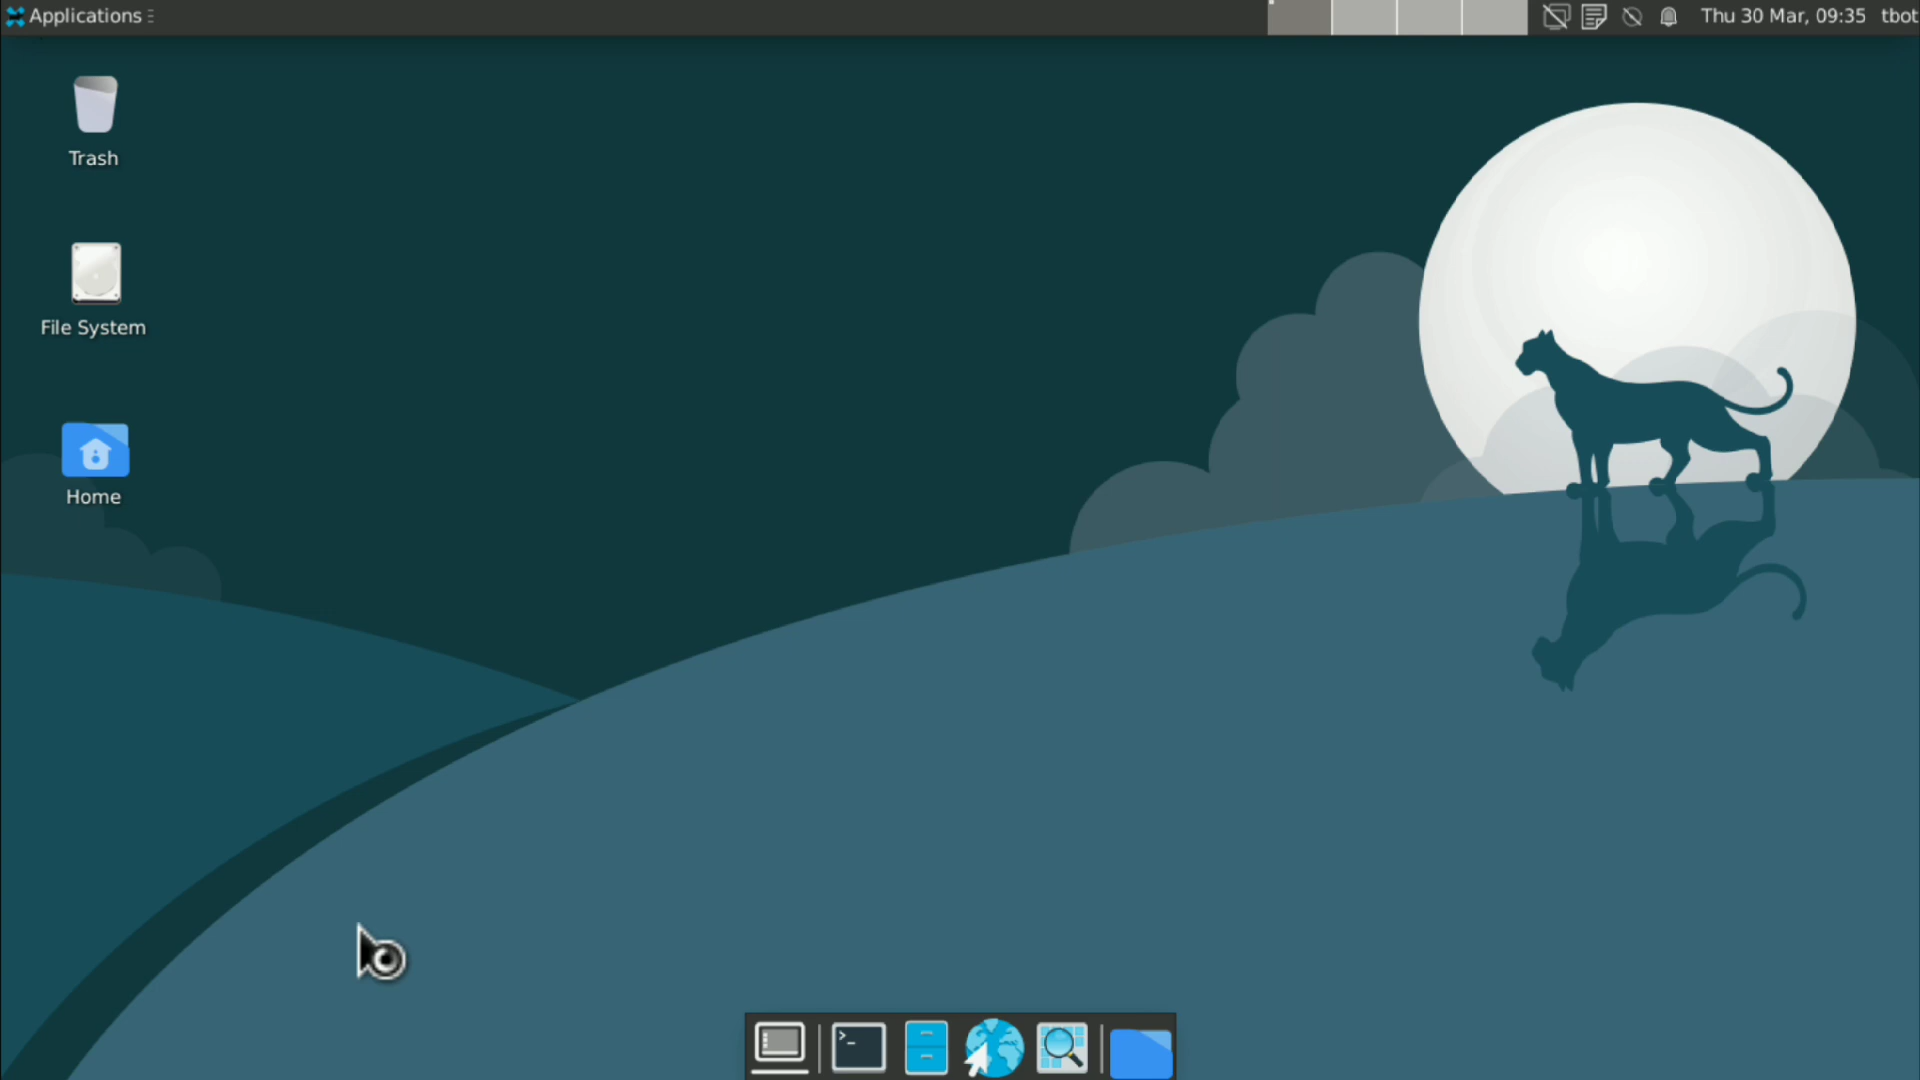 Applications
Thu 30 Mar, 09:35 tbot
Trash
File System
Home
>_